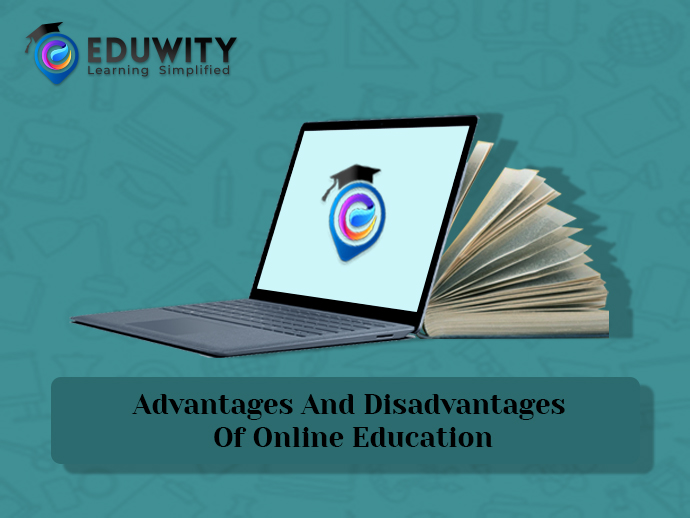 EDUWITY
Learning Simplified
Advantages And Disadvantages
Of Online Education